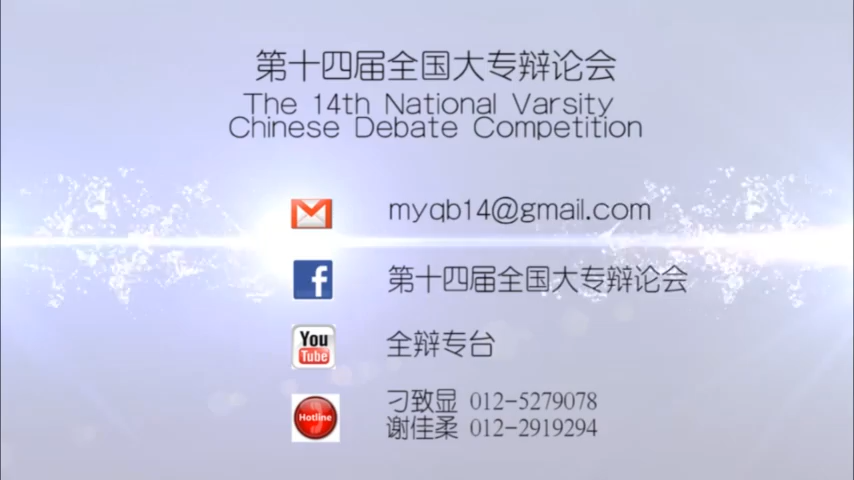 第十四届全国大专辩论会
The 14th National Varsity
Chinese Debate Competition
myqb14@gmail.com
第十四届全国大专辩论会
You
Tube
全辩专台
Hotline
刁致显 012-5279078
谢佳柔 012-2919294